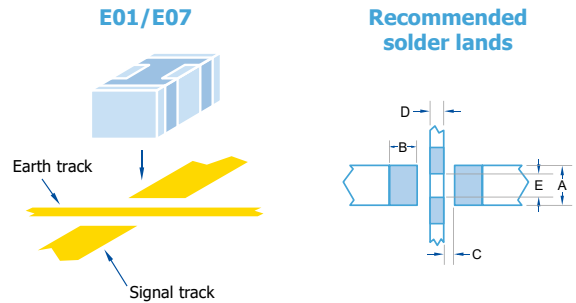 E01/E07
Earth track
Signal track
Recommended
solder lands
D
B
E
A
C